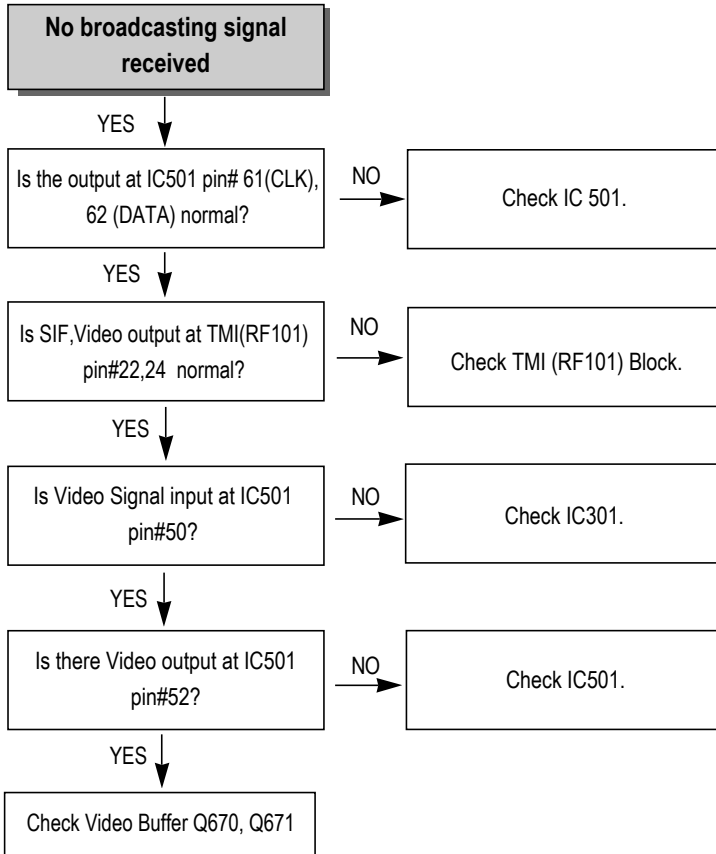 No broadcasting signal
received
YES
Is the output at IC501 pin# 61(CLK),
62 (DATA) normal?
NO
Check IC 501.
YES
Is SIF,Video output at TMI(RF101)
pin#22,24 normal?
NO
Check TMI (RF101) Block.
YES
Is Video Signal input at IC501
pin#50?
NO
Check IC301.
YES
Is there Video output at IC501
pin#52?
NO
Check IC501.
YES
Check Video Buffer Q670, Q671